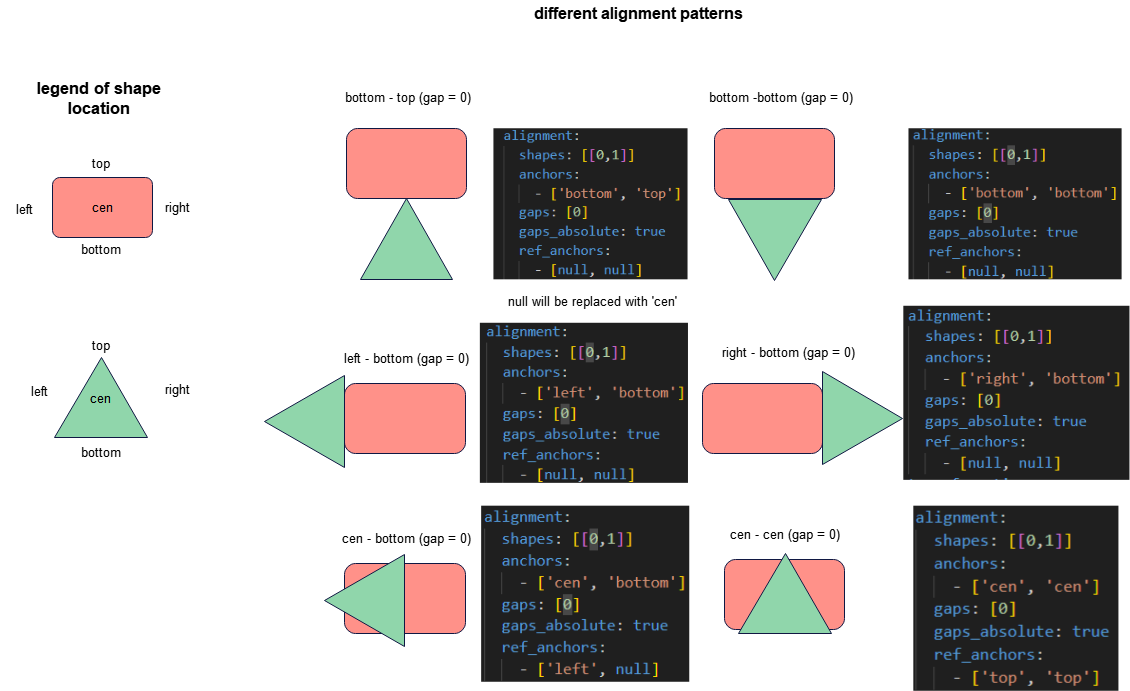 different alignment patterns
legend of shape
location
top
left
cen
right
bottom
top
left
cen
right
bottom
bottom - top (gap = 0)
alignment:
shapes: [[0,1]]
anchors:
- ['bottom', 'top']
gaps: [0]
gaps_absolute: true
ref_anchors:
- [null, null]
bottom -bottom (gap = 0)
alignment:
shapes: [[0,1]]
anchors:
- ['bottom', 'bottom']
gaps: [0]
gaps_absolute: true
ref_anchors:
- [null, null]
null will be replaced with 'cen'
left - bottom (gap = 0)
alignment:
shapes: [[0,1]]
anchors:
- ['left', 'bottom']
gaps: [0]
gaps_absolute: true
ref_anchors:
- [null, null]
right - bottom (gap = 0)
alignment:
shapes: [[0,1]]
anchors:
- ['right', 'bottom']
gaps: [0]
gaps_absolute: true
ref_anchors:
- [null, null]
cen - bottom (gap = 0)
alignment:
shapes: [[0,1]]
anchors:
- ['cen', 'bottom']
gaps: [0]
gaps_absolute: true
ref_anchors:
- ['left', null]
cen - cen (gap = 0)
alignment:
shapes: [[0,1]]
anchors:
- ['cen', 'cen']
gaps: [0]
gaps_absolute: true
ref_anchors:
- ['top', 'top']